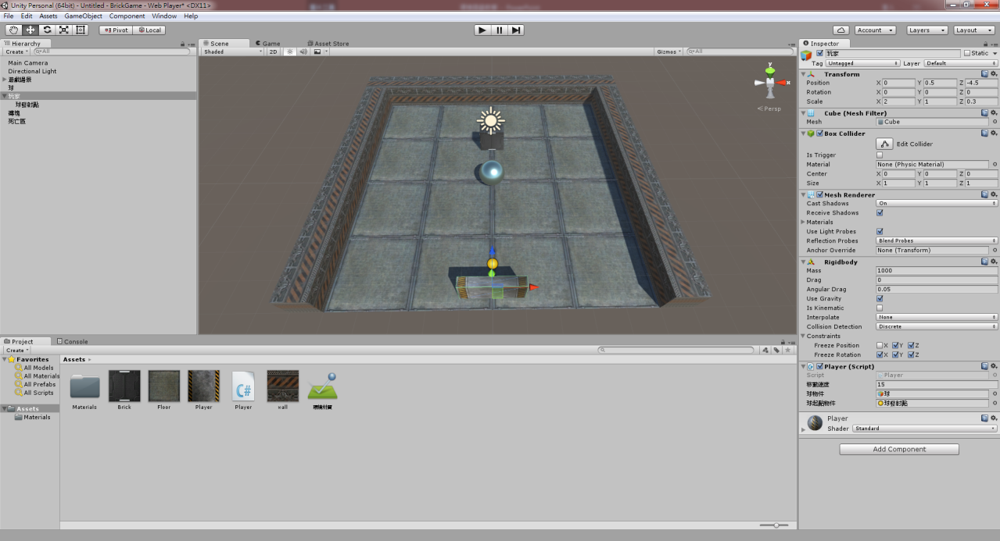 Unity Personal (64bit) - Untitled - BrickGame - Web Player* <DX11>
File Edit Assets GameObject Component Window Help
Pivot Local Account Layers Layout
Hierarchy
Create All
Main Camera
Directional Light
遊戲場景
球
玩家
球發射點
磚塊
死亡區
Scene Game Asset Store
Shaded 2D Gizmos All
y
x
Persp
Inspector
玩家 Static
Tag Untagged Layer Default
Transform
Position X 0 Y 0.5 Z -4.5
Rotation X 0 Y 0 Z 0
Scale X 2 Y 1 Z 0.3
Cube (Mesh Filter)
Mesh Cube
Box Collider
Edit Collider
Is Trigger
Material None (Physic Material)
Center X 0 Y 0 Z 0
Size X 1 Y 1 Z 1
Mesh Renderer
Cast Shadows On
Receive Shadows
Materials
Use Light Probes
Reflection Probes Blend Probes
Anchor Override None (Transform)
Rigidbody
Mass 1000
Drag 0
Angular Drag 0.05
Use Gravity
Is Kinematic
Interpolate None
Collision Detection Discrete
Constraints
Freeze Position X Y Z
Freeze Rotation X Y Z
Player (Script)
Script Player
移動速度 15
球物件 球
球起點物件 球發射點
Player
Shader Standard
Add Component
Project Console
Create
Favorites
All Models
All Materials
All Prefabs
All Scripts
Assets
Materials
Assets
C#
Materials Brick Floor Player Player wall 環境材質